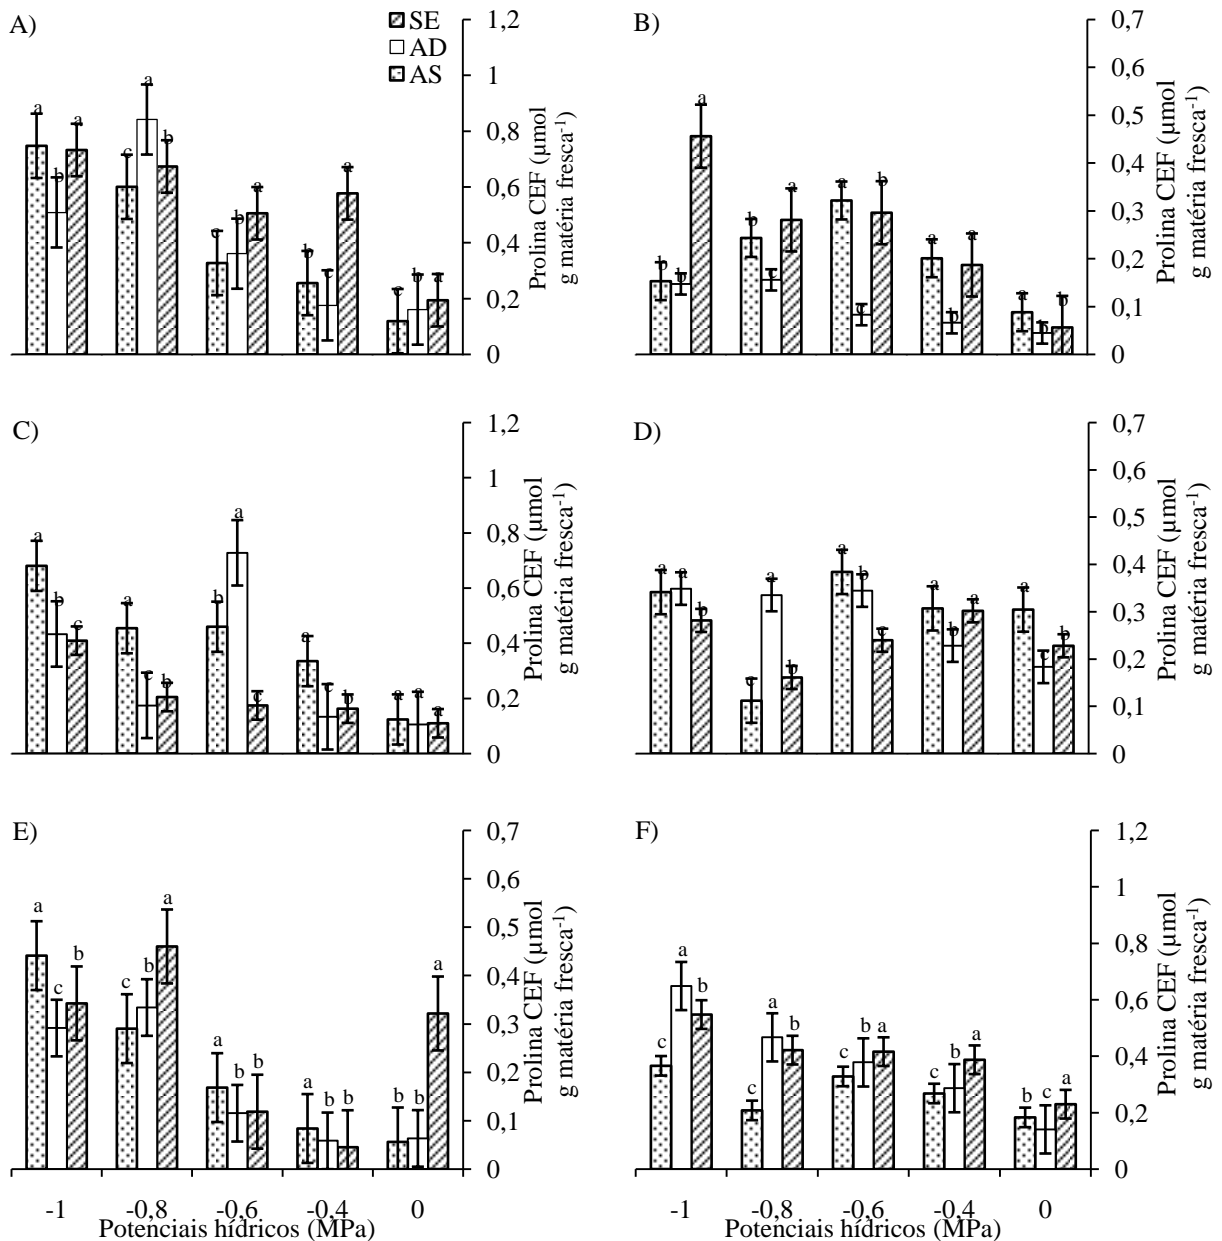 A)
SE
AD
AS
1,2
1
0,8
0,6
0,4
0,2
0
Prolina CEF (µmol
g matéria fresca⁻¹)
a
b
a
c
a
b
c
b
a
b
c
a
c
b
a
B)
0,7
0,6
0,5
0,4
0,3
0,2
0,1
0
Prolina CEF (µmol
g matéria fresca⁻¹)
b
b
a
b
c
a
a
c
b
a
b
a
a
b
b
C)
1,2
1
0,8
0,6
0,4
0,2
0
Prolina CEF (µmol
g matéria fresca⁻¹)
a
b
c
a
c
b
b
a
c
a
c
b
a
a
a
D)
0,7
0,6
0,5
0,4
0,3
0,2
0,1
0
Prolina CEF (µmol
g matéria fresca⁻¹)
a
a
b
c
a
b
a
b
c
a
b
a
a
c
b
E)
0,7
0,6
0,5
0,4
0,3
0,2
0,1
0
Prolina CEF (µmol
g matéria fresca⁻¹)
a
c
b
c
b
a
a
b
b
a
b
b
b
b
a
-1
-0,8
-0,6
-0,4
0
Potenciais hídricos (MPa)
F)
1,2
1
0,8
0,6
0,4
0,2
0
Prolina CEF (µmol
g matéria fresca⁻¹)
c
a
b
c
a
b
c
b
a
c
b
a
b
c
a
-1
-0,8
-0,6
-0,4
0
Potenciais hídricos (MPa)